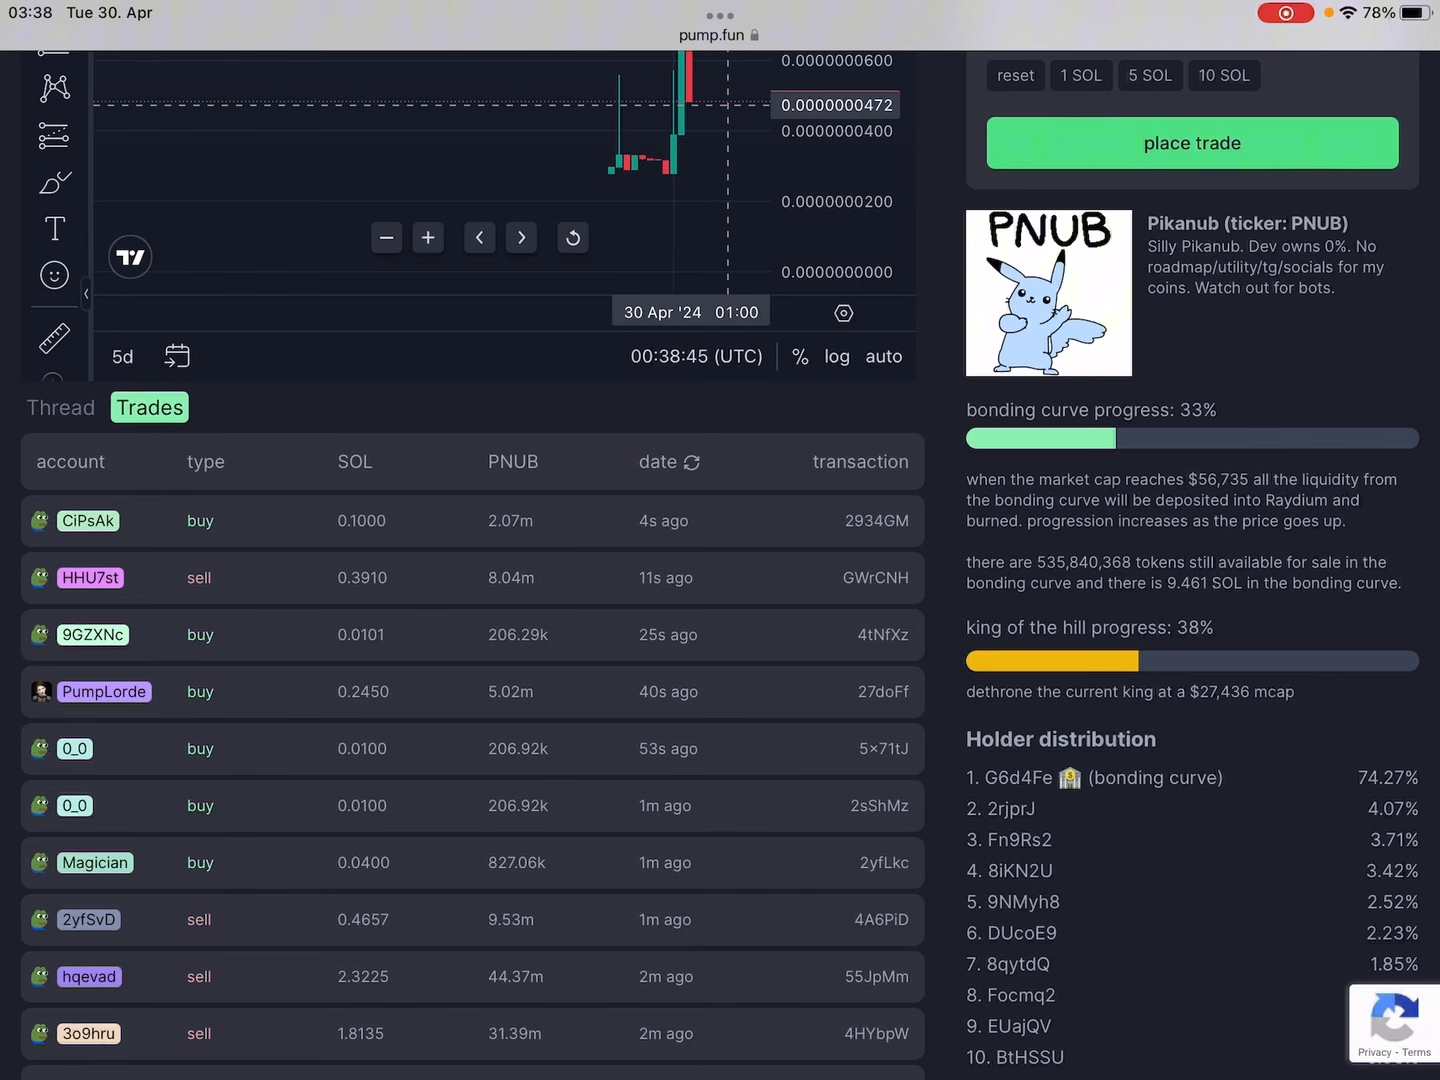 03:38 Tue 30. Apr
78%
pump.fun
0.0000000600
0.0000000472
0.0000000400
0.0000000200
0.0000000000
30 Apr '24 01:00
5d
00:38:45 (UTC)
% log auto
reset 1 SOL 5 SOL 10 SOL
place trade
PNUB
Pikanub (ticker: PNUB)
Silly Pikanub. Dev owns 0%. No
roadmap/utility/tg/socials for my
coins. Watch out for bots.
Thread Trades
account type SOL PNUB date transaction
CiPsAk buy 0.1000 2.07m 4s ago 2934GM
HHU7st sell 0.3910 8.04m 11s ago GWrCNH
9GZXNc buy 0.0101 206.29k 25s ago 4tNfXz
PumpLorde buy 0.2450 5.02m 40s ago 27doFf
0_0 buy 0.0100 206.92k 53s ago 5×71tJ
0_0 buy 0.0100 206.92k 1m ago 2sShMz
Magician buy 0.0400 827.06k 1m ago 2yfLkc
2yfSvD sell 0.4657 9.53m 1m ago 4A6PiD
hqevad sell 2.3225 44.37m 2m ago 55JpMm
3o9hru sell 1.8135 31.39m 2m ago 4HYbpW
bonding curve progress: 33%
when the market cap reaches $56,735 all the liquidity from
the bonding curve will be deposited into Raydium and
burned. progression increases as the price goes up.
there are 535,840,368 tokens still available for sale in the
bonding curve and there is 9.461 SOL in the bonding curve.
king of the hill progress: 38%
dethrone the current king at a $27,436 mcap
Holder distribution
1. G6d4Fe (bonding curve) 74.27%
2. 2rjprJ 4.07%
3. Fn9Rs2 3.71%
4. 8iKN2U 3.42%
5. 9NMyh8 2.52%
6. DUcoE9 2.23%
7. 8qytdQ 1.85%
8. Focmq2
9. EUajQV
10. BtHSSU
Privacy - Terms